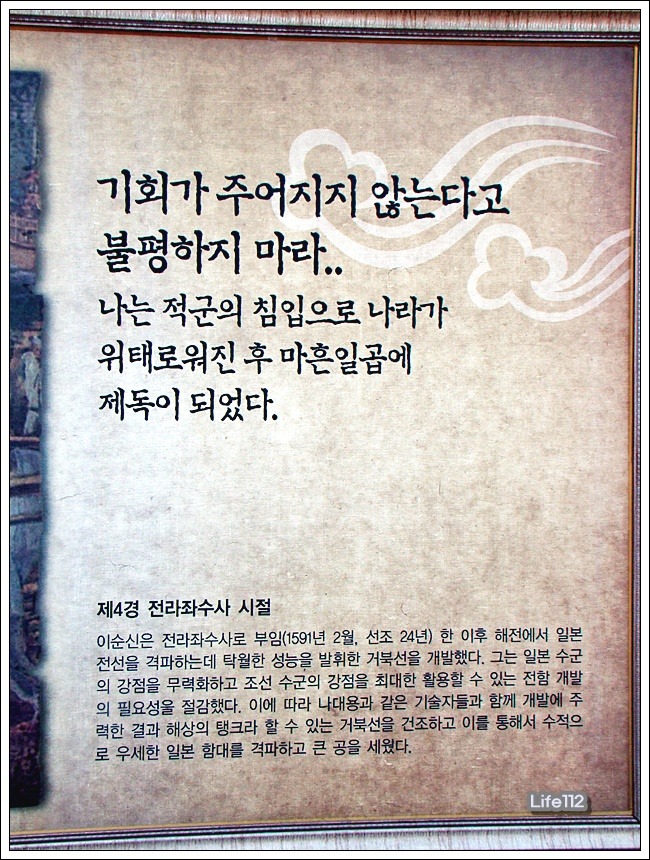 기회가 주어지지 않는다고
불평하지 마라..
나는 적군의 침입으로 나라가
위태로워진 후 마흔일곱에
제독이 되었다.
제4경 전라좌수사 시절
이순신은 전라좌수사로 부임(1591년 2월, 선조 24년) 한 이후 해전에서 일본
전선을 격파하는데 탁월한 성능을 발휘한 거북선을 개발했다. 그는 일본 수군
의 강점을 무력화하고 조선 수군의 강점을 최대한 활용할 수 있는 전함 개발
의 필요성을 절감했다. 이에 따라 나대용과 같은 기술자들과 함께 개발에 주
력한 결과 해상의 탱크라 할 수 있는 거북선을 건조하고 이를 통해서 수적으
로 우세한 일본 함대를 격파하고 큰 공을 세웠다.
Life112